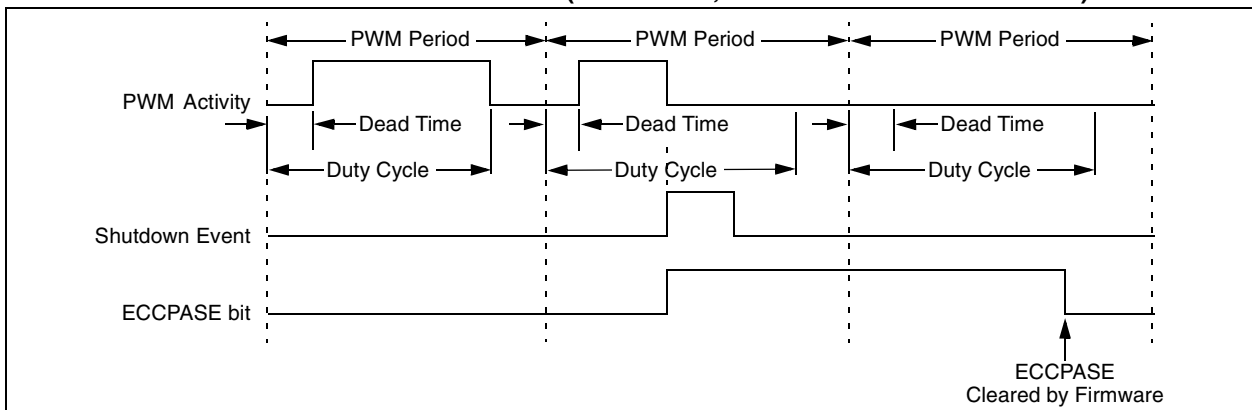 PWM Period PWM Period PWM Period
PWM Activity
Dead Time Dead Time Dead Time
Duty Cycle Duty Cycle Duty Cycle
Shutdown Event
ECCPASE bit
ECCPASE
Cleared by Firmware